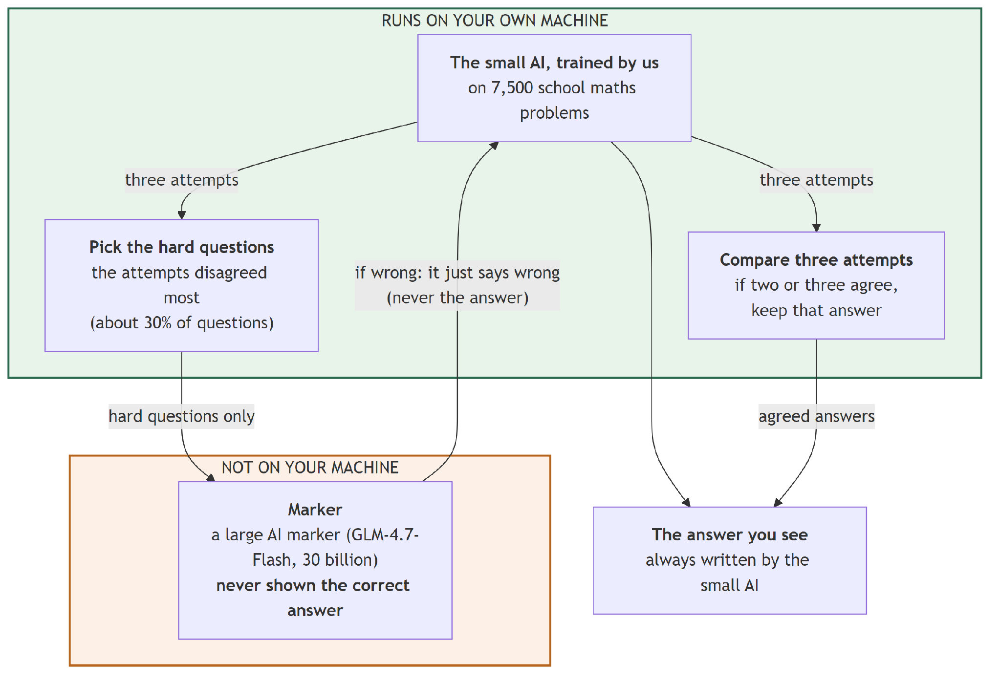 RUNS ON YOUR OWN MACHINE
The small AI, trained by us
on 7,500 school maths
problems
three attempts
three attempts
Pick the hard questions
the attempts disagreed
most
(about 30% of questions)
if wrong: it just says wrong
(never the answer)
Compare three attempts
if two or three agree,
keep that answer
hard questions only
agreed answers
NOT ON YOUR MACHINE
Marker
a large AI marker (GLM-4.7-
Flash, 30 billion)
never shown the correct
answer
The answer you see
always written by the
small AI